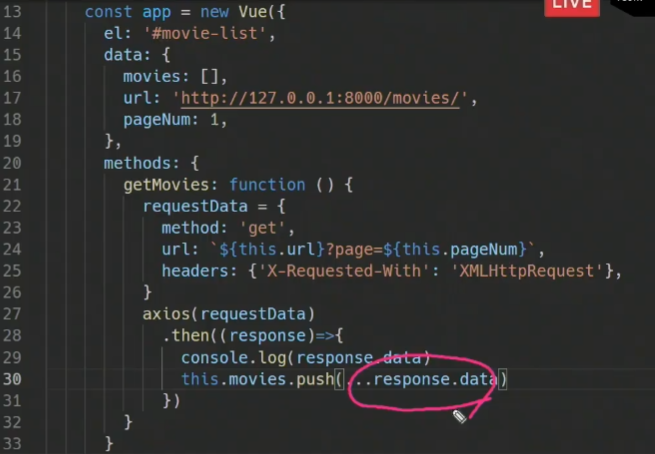 LIVE
13 const app = new Vue({
14 el: '#movie-list',
15 data: {
16 movies: [],
17 url: 'http://127.0.0.1:8000/movies/',
18 pageNum: 1,
19 },
20 methods: {
21 getMovies: function () {
22 requestData = {
23 method: 'get',
24 url: `${this.url}?page=${this.pageNum}`,
25 headers: {'X-Requested-With': 'XMLHttpRequest'},
26 }
27 axios(requestData)
28 .then((response)=>{
29 console.log(response.data)
30 this.movies.push(...response.data)
31 })
32 }
33 }